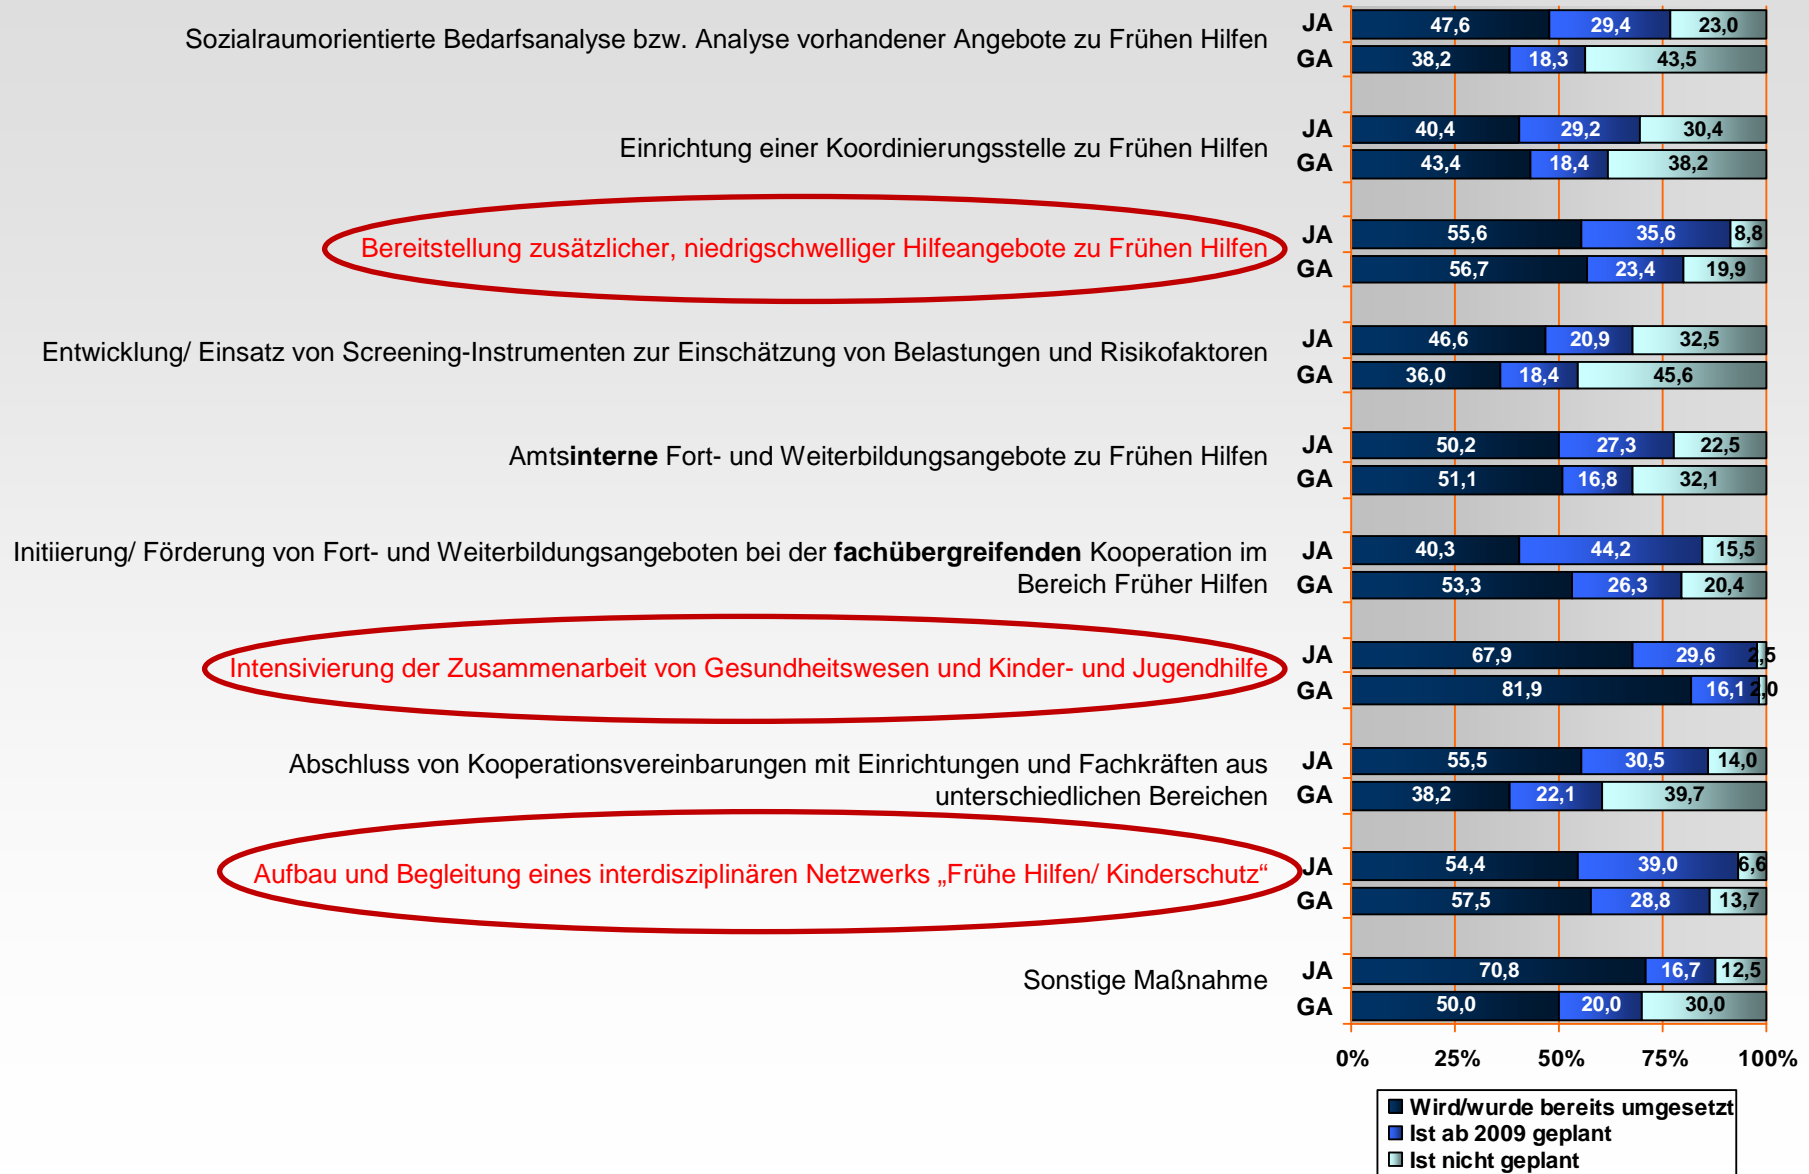 JA 47,6 29,4 23,0
Sozialraumorientierte Bedarfsanalyse bzw. Analyse vorhandener Angebote zu Frühen Hilfen
GA 38,2 18,3 43,5
JA 40,4 29,2 30,4
Einrichtung einer Koordinierungsstelle zu Frühen Hilfen
GA 43,4 18,4 38,2
JA 55,6 35,6 8,8
Bereitstellung zusätzlicher, niedrigschwelliger Hilfeangebote zu Frühen Hilfen
GA 56,7 23,4 19,9
JA 46,6 20,9 32,5
Entwicklung/ Einsatz von Screening-Instrumenten zur Einschätzung von Belastungen und Risikofaktoren
GA 36,0 18,4 45,6
JA 50,2 27,3 22,5
Amtsinterne Fort- und Weiterbildungsangebote zu Frühen Hilfen
GA 51,1 16,8 32,1
Initiierung/ Förderung von Fort- und Weiterbildungsangeboten bei der fachübergreifenden Kooperation im JA 40,3 44,2 15,5
Bereich Früher Hilfen GA 53,3 26,3 20,4
JA 67,9 29,6 2,5
Intensivierung der Zusammenarbeit von Gesundheitswesen und Kinder- und Jugendhilfe
GA 81,9 16,1 2,0
Abschluss von Kooperationsvereinbarungen mit Einrichtungen und Fachkräften aus JA 55,5 30,5 14,0
unterschiedlichen Bereichen GA 38,2 22,1 39,7
JA 54,4 39,0 6,6
Aufbau und Begleitung eines interdisziplinären Netzwerks „Frühe Hilfen/ Kinderschutz“
GA 57,5 28,8 13,7
JA 70,8 16,7 12,5
Sonstige Maßnahme
GA 50,0 20,0 30,0
0% 25% 50% 75% 100%
Wird/wurde bereits umgesetzt
Ist ab 2009 geplant
Ist nicht geplant